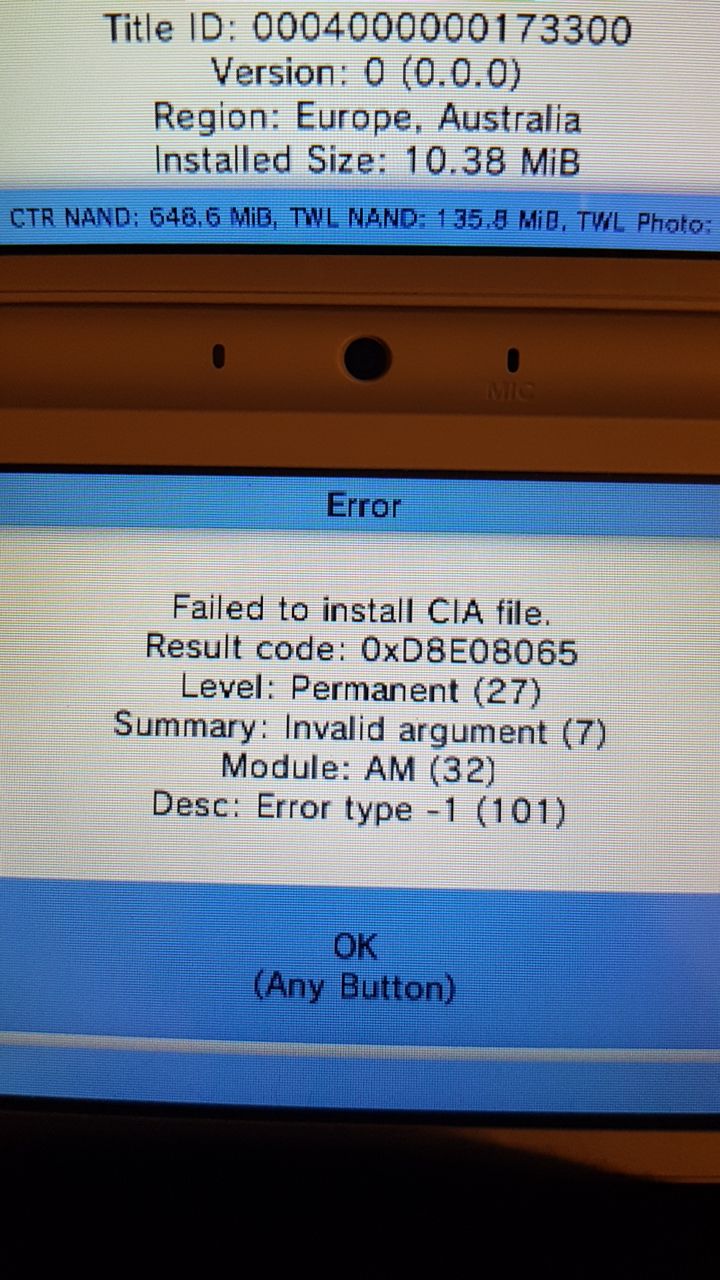 Title ID: 0004000000173300
Version: 0 (0.0.0)
Region: Europe, Australia
Installed Size: 10.38 MiB
CTR NAND: 646.6 MiB, TWL NAND: 135.8 MiB, TWL Photo:
MIC
Error
Failed to install CIA file.
Result code: 0xD8E08065
Level: Permanent (27)
Summary: Invalid argument (7)
Module: AM (32)
Desc: Error type -1 (101)
OK
(Any Button)